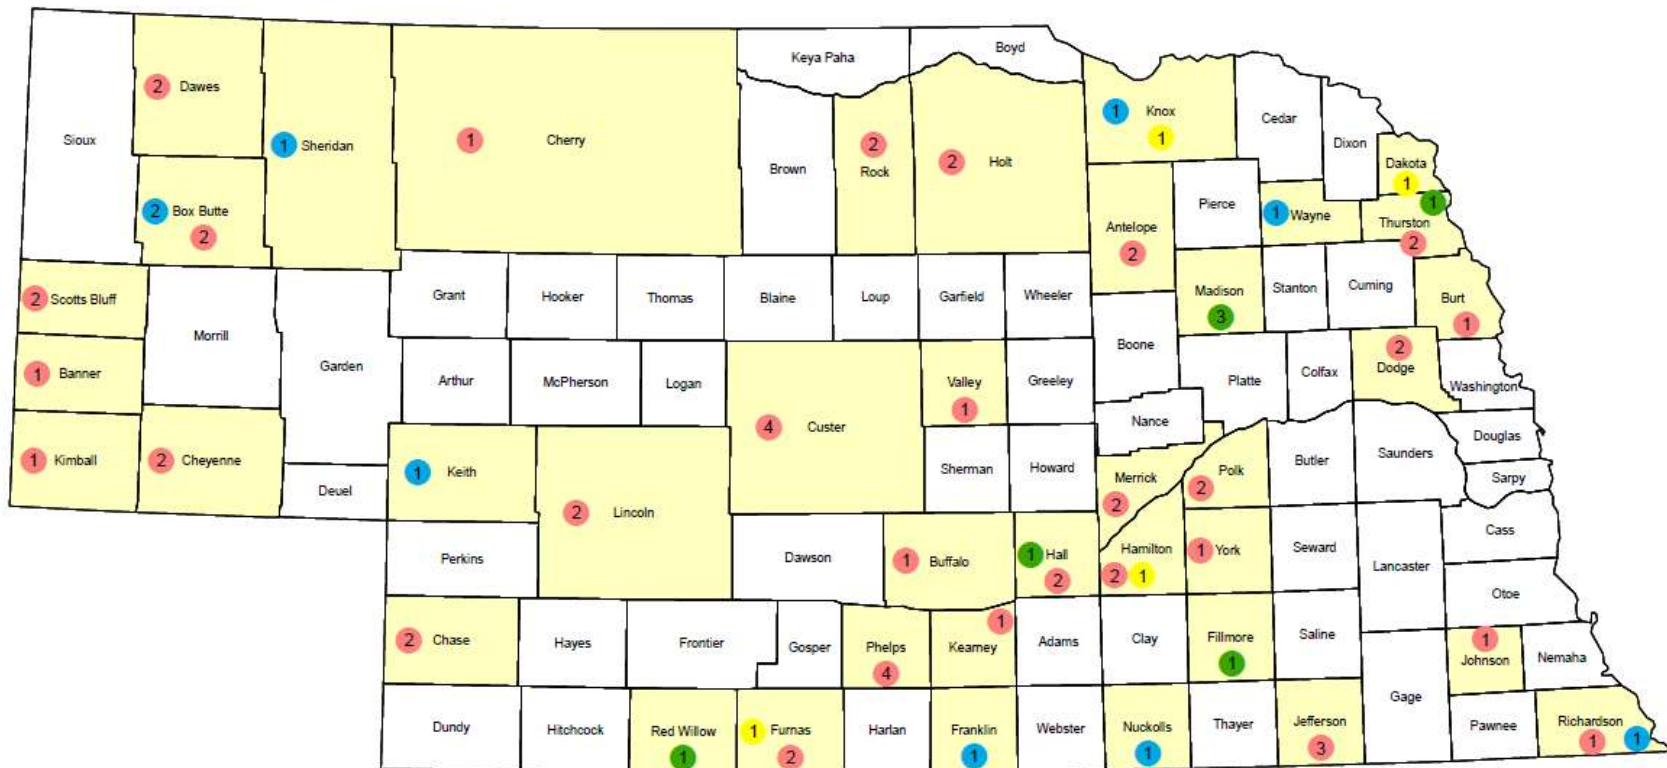 Keya Paha
Boyd
2 Dawes
1 Knox
1
Cedar
Sioux
1 Sheridan
1 Cherry
2
Rock
2 Holt
Brown
Dixon
Dakota
1
2 Box Butte
2
Antelope
2
Pierce
1 Wayne
1
Thurston
2
2 Scotts Bluff
Grant
Hooker
Thomas
Blaine
Loup
Garfield
Wheeler
Madison
3
Stanton
Cuming
Burt
1
Morrill
Garden
Boone
2
Dodge
1 Banner
Arthur
McPherson
Logan
Valley
1
Greeley
Platte
Colfax
Washington
4 Custer
Nance
Douglas
1 Kimball
2 Cheyenne
1 Keith
Sherman
Howard
Merrick
2
Polk
2
Butler
Saunders
Sarpy
Deuel
2 Lincoln
Perkins
Dawson
1 Buffalo
1 Hall
2
Hamilton
2 1
1 York
Seward
Lancaster
Cass
Otoe
2 Chase
Hayes
Frontier
Gosper
Phelps
4
1
Kearney
Adams
Clay
Fillmore
1
Saline
1
Johnson
Nemaha
Dundy
Hitchcock
Red Willow
1
1 Furnas
2
Harlan
Franklin
1
Webster
Nuckolls
1
Thayer
Jefferson
3
Gage
Pawnee
Richardson
1 1